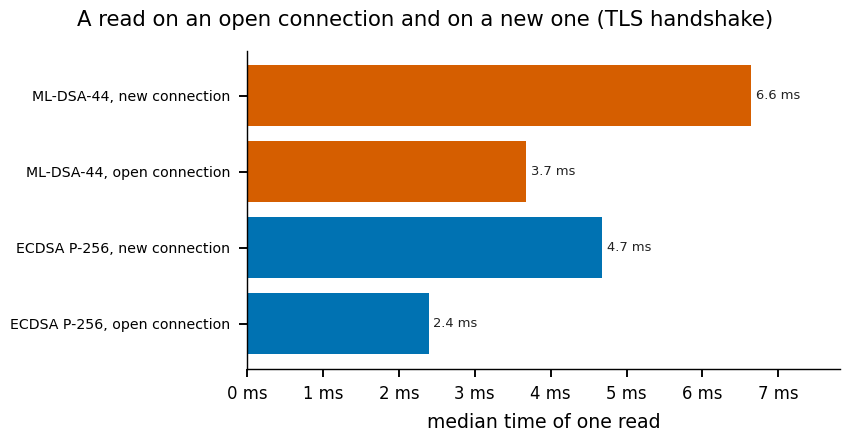 A read on an open connection and on a new one (TLS handshake)
ML-DSA-44, new connection
6.6 ms
ML-DSA-44, open connection
3.7 ms
ECDSA P-256, new connection
4.7 ms
ECDSA P-256, open connection
2.4 ms
0 ms 1 ms 2 ms 3 ms 4 ms 5 ms 6 ms 7 ms
median time of one read